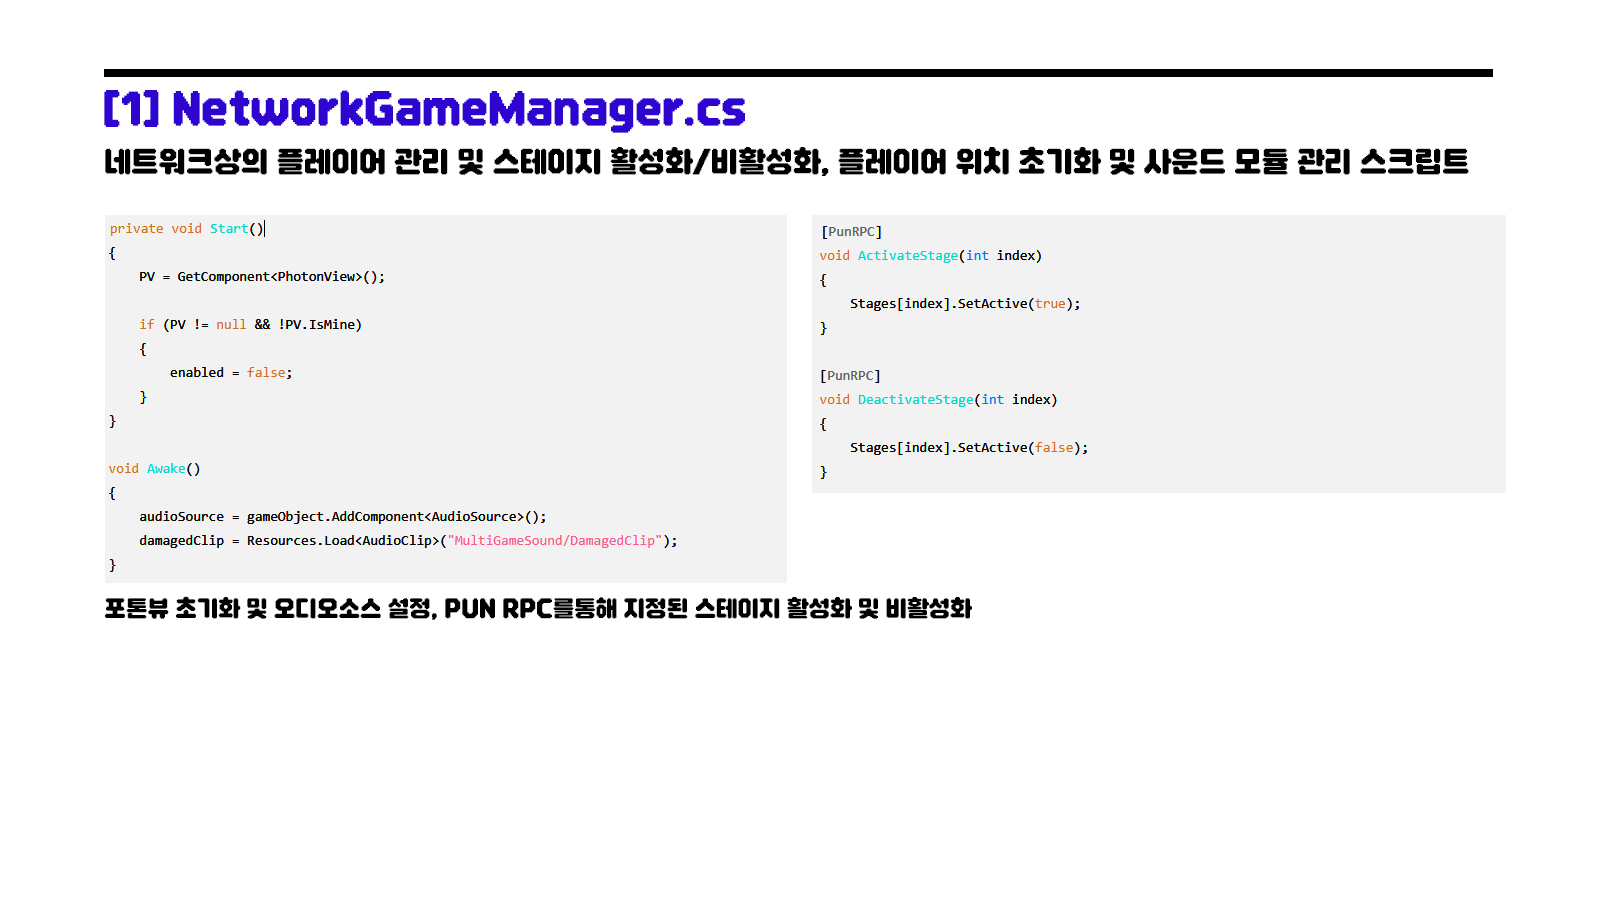 [1] NetworkGameManager.cs
네트워크상의 플레이어 관리 및 스테이지 활성화/비활성화, 플레이어 위치 초기화 및 사운드 모듈 관리 스크립트
private void Start()
{
    PV = GetComponent<PhotonView>();

    if (PV != null && !PV.IsMine)
    {
        enabled = false;
    }
}

void Awake()
{
    audioSource = gameObject.AddComponent<AudioSource>();
    damagedClip = Resources.Load<AudioClip>("MultiGameSound/DamagedClip");
}
[PunRPC]
void ActivateStage(int index)
{
    Stages[index].SetActive(true);
}

[PunRPC]
void DeactivateStage(int index)
{
    Stages[index].SetActive(false);
}
포톤뷰 초기화 및 오디오소스 설정, PUN RPC를통해 지정된 스테이지 활성화 및 비활성화